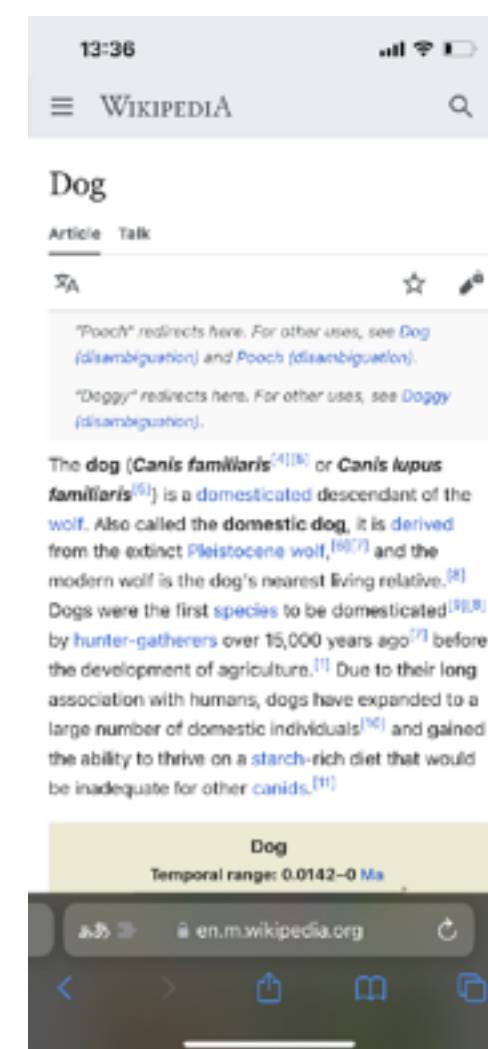 13:36
WIKIPEDIA
Dog
Article Talk
"Pooch" redirects here. For other uses, see Dog
(disambiguation) and Pooch (disambiguation).
"Doggy" redirects here. For other uses, see Doggy
(disambiguation).
The dog (Canis familiaris[4][5] or Canis lupus
familiaris[5]) is a domesticated descendant of the
wolf. Also called the domestic dog, it is derived
from the extinct Pleistocene wolf,[6][7] and the
modern wolf is the dog's nearest living relative.[8]
Dogs were the first species to be domesticated[9][8]
by hunter-gatherers over 15,000 years ago[7] before
the development of agriculture.[1] Due to their long
association with humans, dogs have expanded to a
large number of domestic individuals[10] and gained
the ability to thrive on a starch-rich diet that would
be inadequate for other canids.[11]
Dog
Temporal range: 0.0142–0 Ma
ぁあ en.m.wikipedia.org